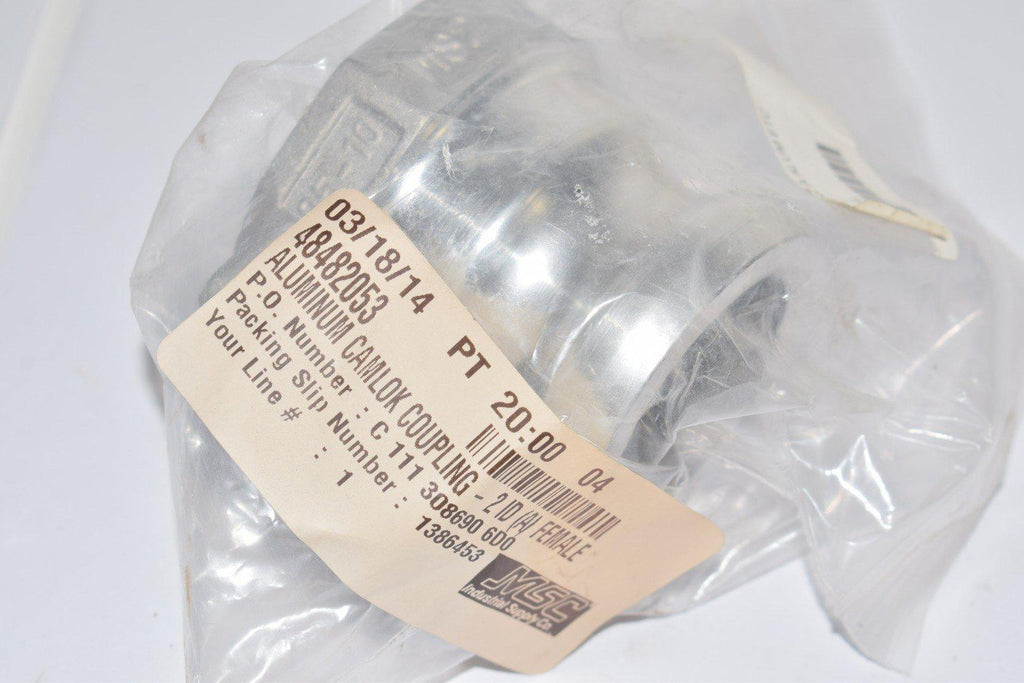 03/18/14 PT 20:00 04
48482053
ALUMINUM CAMLOK COUPLING - 2 ID (A) FEMALE
P.O. Number : C 111 308690 6D0
Packing Slip Number : 1386453
Your Line # : 1
MSC
Industrial Supply Co.